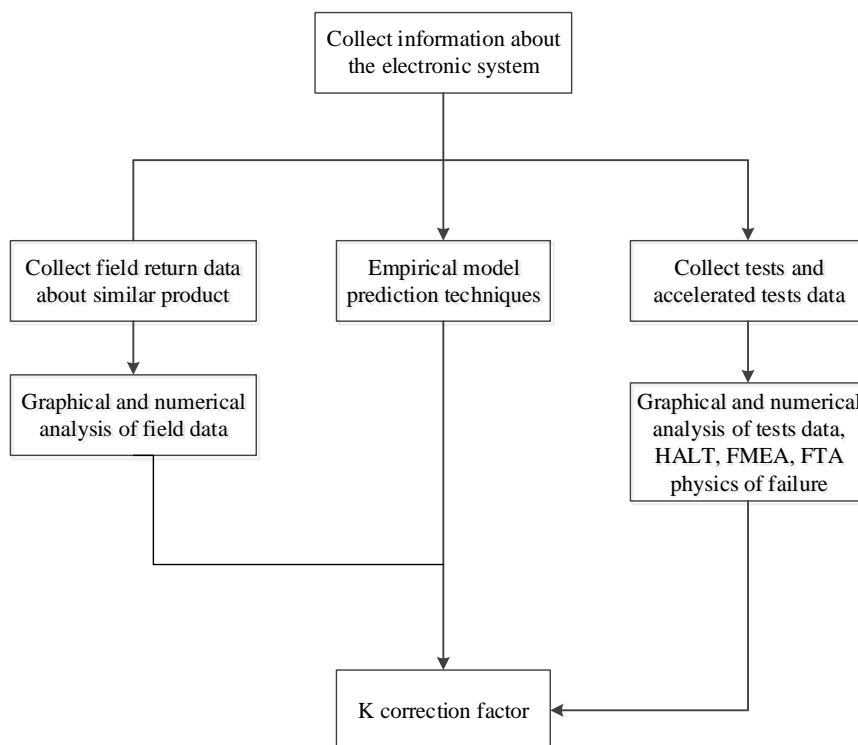 Collect information about
the electronic system
Collect field return data
about similar product
Empirical model
prediction techniques
Collect tests and
accelerated tests data
Graphical and numerical
analysis of field data
Graphical and numerical
analysis of tests data,
HALT, FMEA, FTA
physics of failure
K correction factor